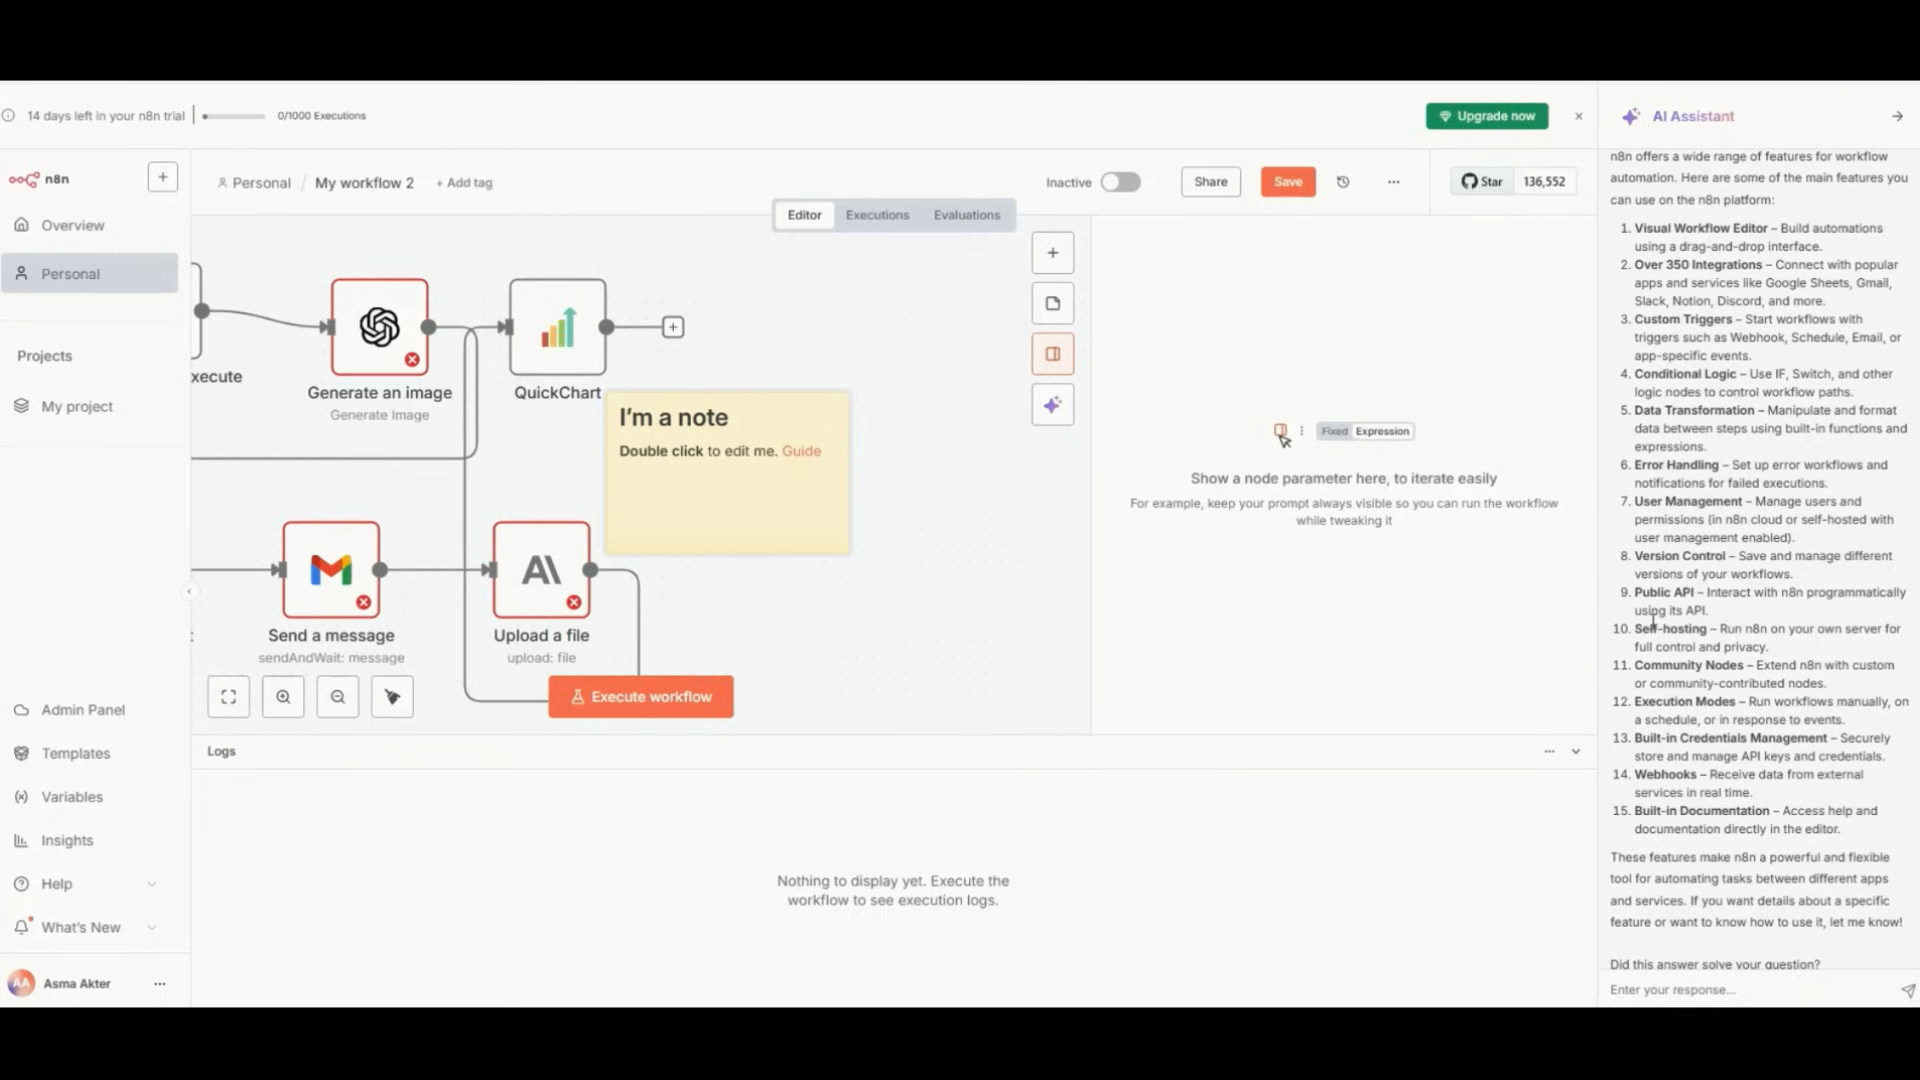 14 days left in your n8n trial
0/1000 Executions
Upgrade now
n8n
Overview
Personal
Projects
My project
Admin Panel
Templates
Variables
Insights
Help
What's New
AA
Asma Akter
Personal / My workflow 2
+ Add tag
Inactive
Share
Save
Star
136,552
Editor
Executions
Evaluations
xecute
Generate an image
Generate Image
QuickChart
I'm a note
Double click to edit me. Guide
Send a message
sendAndWait: message
Upload a file
upload: file
Execute workflow
Fixed
Expression
Show a node parameter here, to iterate easily
For example, keep your prompt always visible so you can run the workflow
while tweaking it
Logs
Nothing to display yet. Execute the
workflow to see execution logs.
AI Assistant
n8n offers a wide range of features for workflow
automation. Here are some of the main features you
can use on the n8n platform:
1. Visual Workflow Editor – Build automations
using a drag-and-drop interface.
2. Over 350 Integrations – Connect with popular
apps and services like Google Sheets, Gmail,
Slack, Notion, Discord, and more.
3. Custom Triggers – Start workflows with
triggers such as Webhook, Schedule, Email, or
app-specific events.
4. Conditional Logic – Use IF, Switch, and other
logic nodes to control workflow paths.
5. Data Transformation – Manipulate and format
data between steps using built-in functions and
expressions.
6. Error Handling – Set up error workflows and
notifications for failed executions.
7. User Management – Manage users and
permissions (in n8n cloud or self-hosted with
user management enabled).
8. Version Control – Save and manage different
versions of your workflows.
9. Public API – Interact with n8n programmatically
using its API.
10. Self-hosting – Run n8n on your own server for
full control and privacy.
11. Community Nodes – Extend n8n with custom
or community-contributed nodes.
12. Execution Modes – Run workflows manually, on
a schedule, or in response to events.
13. Built-in Credentials Management – Securely
store and manage API keys and credentials.
14. Webhooks – Receive data from external
services in real time.
15. Built-in Documentation – Access help and
documentation directly in the editor.
These features make n8n a powerful and flexible
tool for automating tasks between different apps
and services. If you want details about a specific
feature or want to know how to use it, let me know!
Did this answer solve your question?
Enter your response...